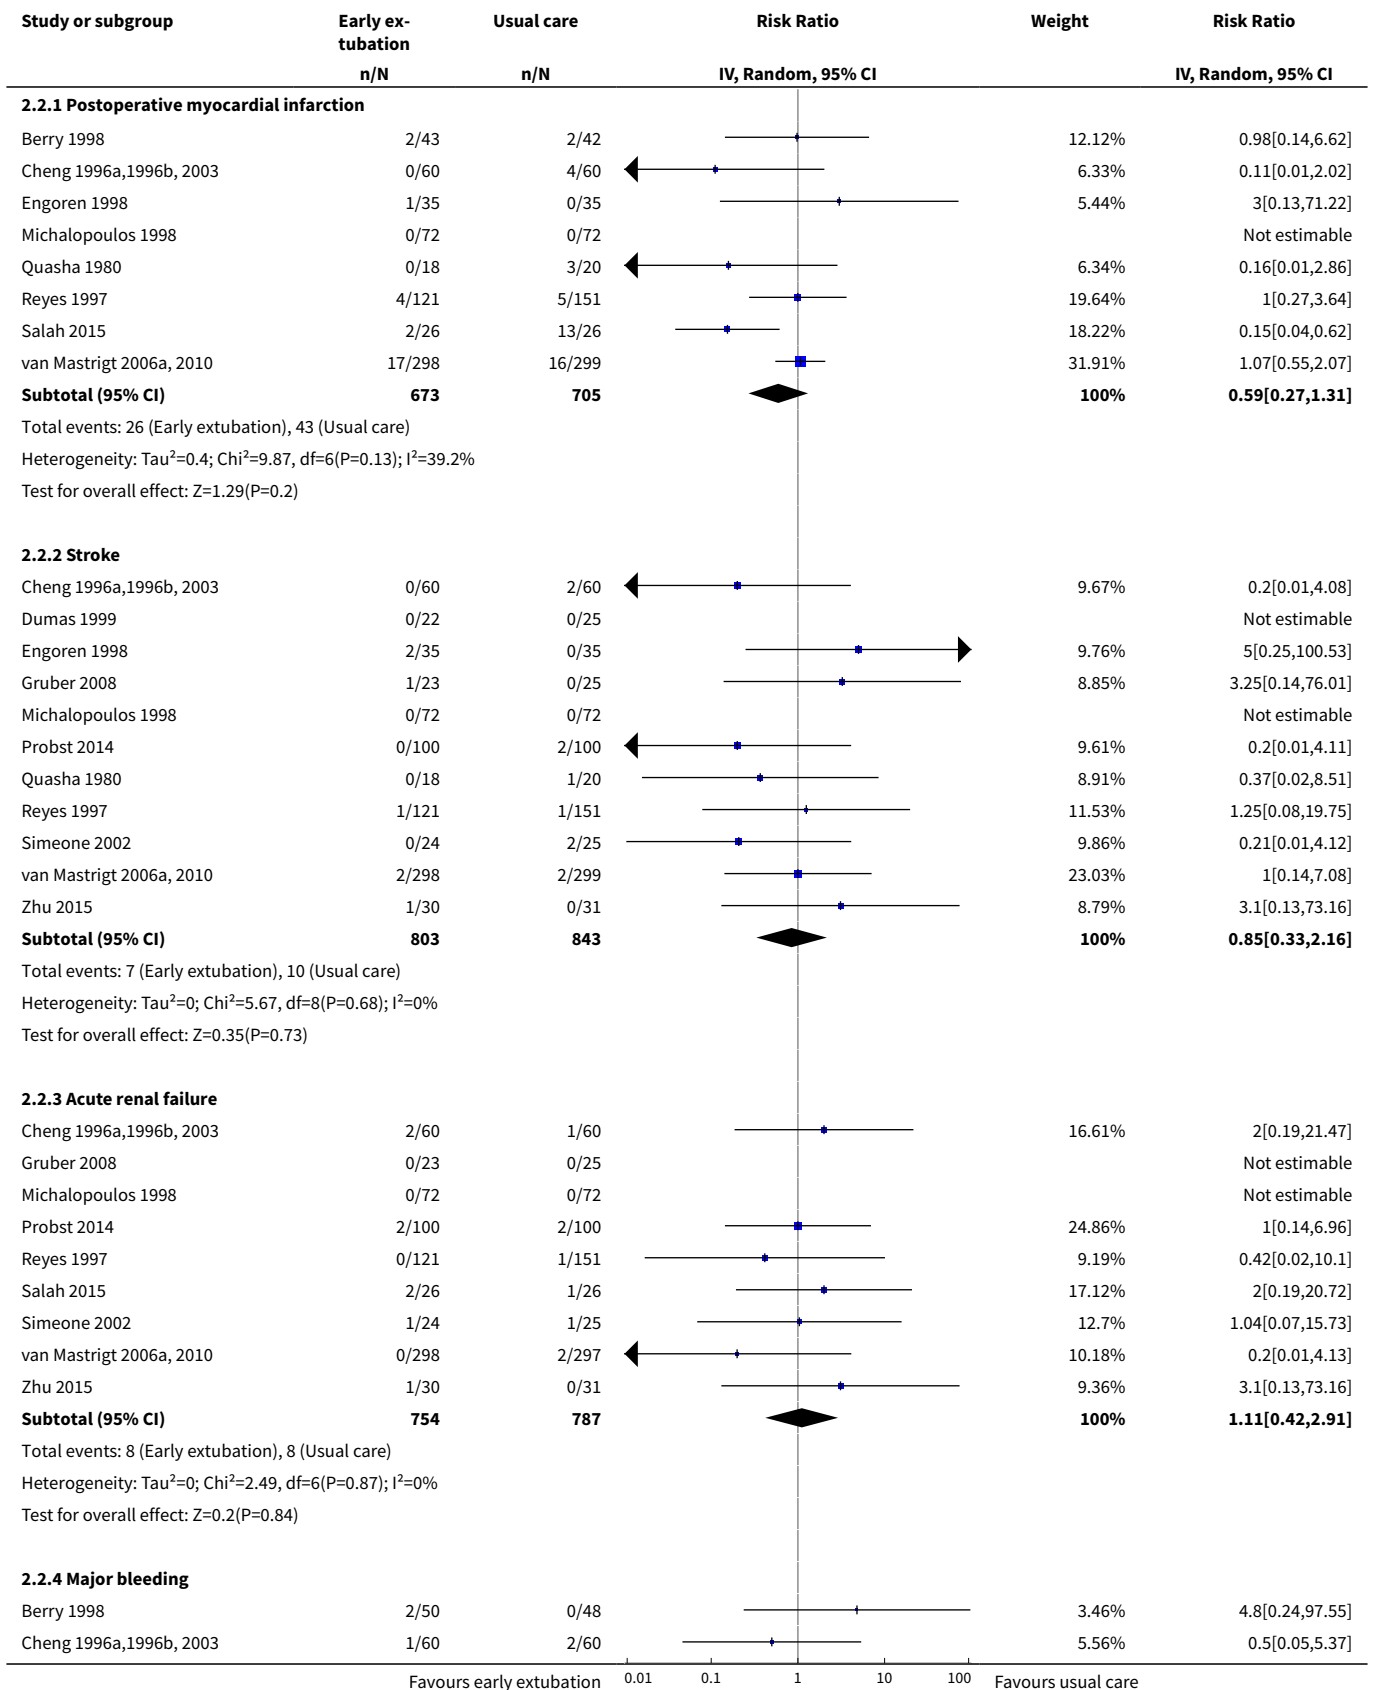 Study or subgroup Early ex- Usual care Risk Ratio Weight Risk Ratio
tubation
n/N n/N IV, Random, 95% CI IV, Random, 95% CI
2.2.1 Postoperative myocardial infarction
Berry 1998 2/43 2/42 12.12% 0.98[0.14,6.62]
Cheng 1996a,1996b, 2003 0/60 4/60 6.33% 0.11[0.01,2.02]
Engoren 1998 1/35 0/35 5.44% 3[0.13,71.22]
Michalopoulos 1998 0/72 0/72 Not estimable
Quasha 1980 0/18 3/20 6.34% 0.16[0.01,2.86]
Reyes 1997 4/121 5/151 19.64% 1[0.27,3.64]
Salah 2015 2/26 13/26 18.22% 0.15[0.04,0.62]
van Mastrigt 2006a, 2010 17/298 16/299 31.91% 1.07[0.55,2.07]
Subtotal (95% CI) 673 705 100% 0.59[0.27,1.31]
Total events: 26 (Early extubation), 43 (Usual care)
Heterogeneity: Tau²=0.4; Chi²=9.87, df=6(P=0.13); I²=39.2%
Test for overall effect: Z=1.29(P=0.2)
2.2.2 Stroke
Cheng 1996a,1996b, 2003 0/60 2/60 9.67% 0.2[0.01,4.08]
Dumas 1999 0/22 0/25 Not estimable
Engoren 1998 2/35 0/35 9.76% 5[0.25,100.53]
Gruber 2008 1/23 0/25 8.85% 3.25[0.14,76.01]
Michalopoulos 1998 0/72 0/72 Not estimable
Probst 2014 0/100 2/100 9.61% 0.2[0.01,4.11]
Quasha 1980 0/18 1/20 8.91% 0.37[0.02,8.51]
Reyes 1997 1/121 1/151 11.53% 1.25[0.08,19.75]
Simeone 2002 0/24 2/25 9.86% 0.21[0.01,4.12]
van Mastrigt 2006a, 2010 2/298 2/299 23.03% 1[0.14,7.08]
Zhu 2015 1/30 0/31 8.79% 3.1[0.13,73.16]
Subtotal (95% CI) 803 843 100% 0.85[0.33,2.16]
Total events: 7 (Early extubation), 10 (Usual care)
Heterogeneity: Tau²=0; Chi²=5.67, df=8(P=0.68); I²=0%
Test for overall effect: Z=0.35(P=0.73)
2.2.3 Acute renal failure
Cheng 1996a,1996b, 2003 2/60 1/60 16.61% 2[0.19,21.47]
Gruber 2008 0/23 0/25 Not estimable
Michalopoulos 1998 0/72 0/72 Not estimable
Probst 2014 2/100 2/100 24.86% 1[0.14,6.96]
Reyes 1997 0/121 1/151 9.19% 0.42[0.02,10.1]
Salah 2015 2/26 1/26 17.12% 2[0.19,20.72]
Simeone 2002 1/24 1/25 12.7% 1.04[0.07,15.73]
van Mastrigt 2006a, 2010 0/298 2/297 10.18% 0.2[0.01,4.13]
Zhu 2015 1/30 0/31 9.36% 3.1[0.13,73.16]
Subtotal (95% CI) 754 787 100% 1.11[0.42,2.91]
Total events: 8 (Early extubation), 8 (Usual care)
Heterogeneity: Tau²=0; Chi²=2.49, df=6(P=0.87); I²=0%
Test for overall effect: Z=0.2(P=0.84)
2.2.4 Major bleeding
Berry 1998 2/50 0/48 3.46% 4.8[0.24,97.55]
Cheng 1996a,1996b, 2003 1/60 2/60 5.56% 0.5[0.05,5.37]
Favours early extubation 0.01 0.1 1 10 100 Favours usual care